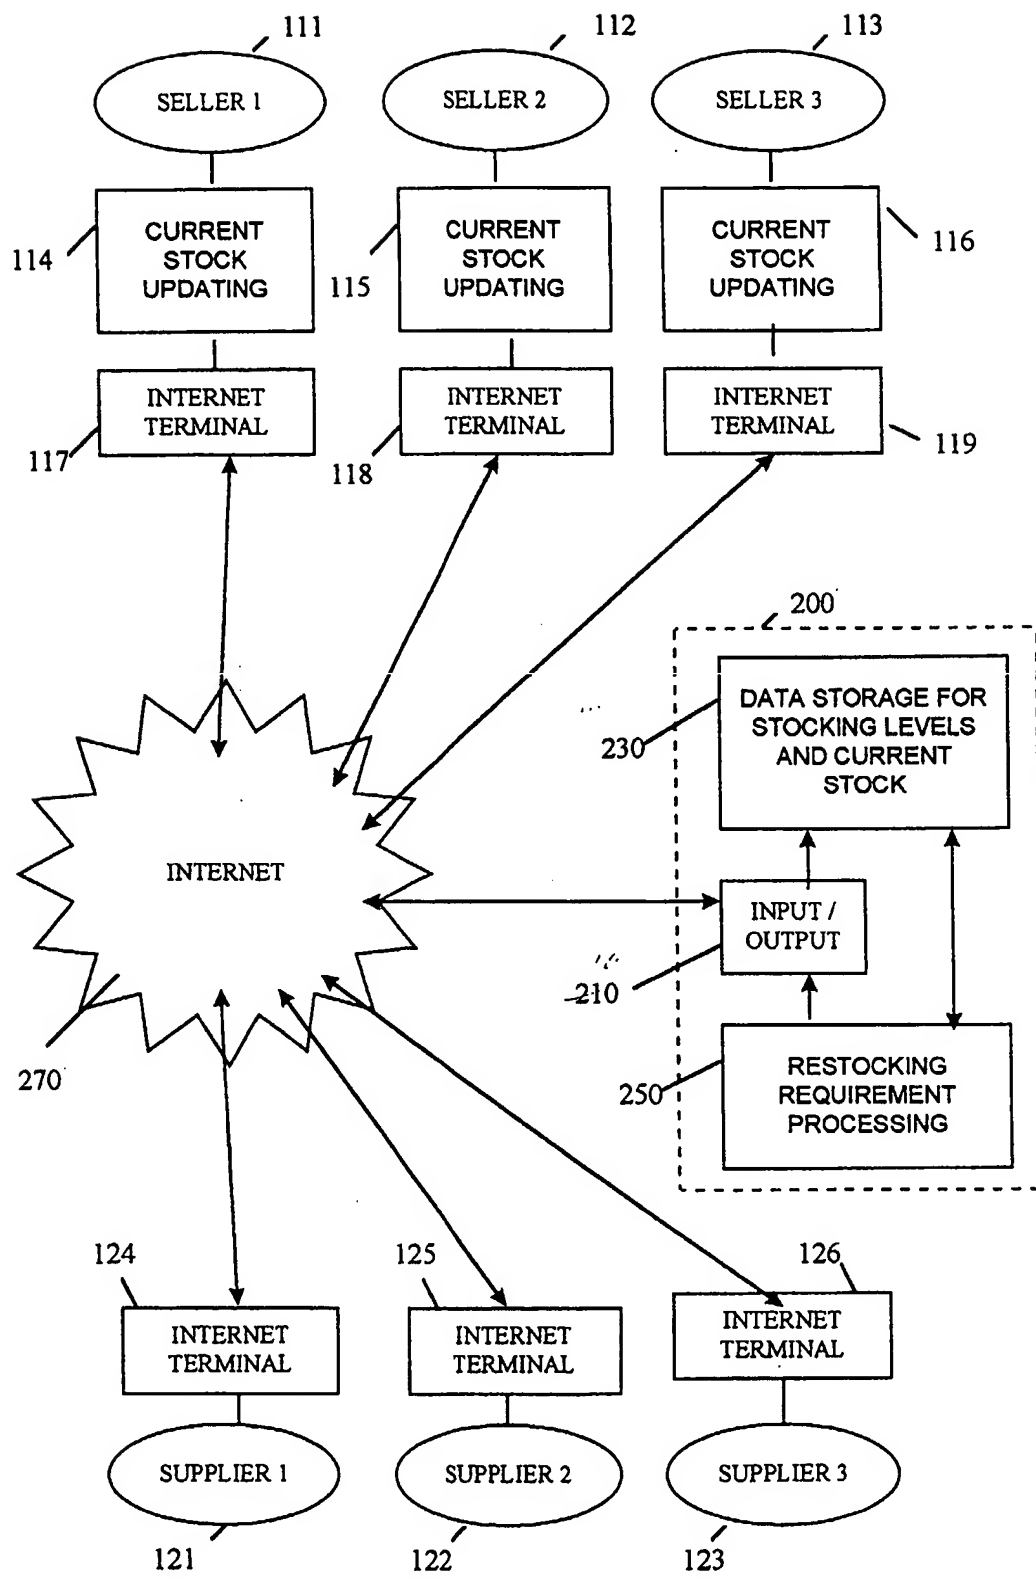 111
112
113
SELLER 1
SELLER 2
SELLER 3
114
CURRENT
STOCK
UPDATING
115
CURRENT
STOCK
UPDATING
CURRENT
STOCK
UPDATING
116
117
INTERNET
TERMINAL
118
INTERNET
TERMINAL
INTERNET
TERMINAL
119
200
230
DATA STORAGE FOR
STOCKING LEVELS
AND CURRENT
STOCK
INTERNET
INPUT /
OUTPUT
210
270
250
RESTOCKING
REQUIREMENT
PROCESSING
124
125
126
INTERNET
TERMINAL
INTERNET
TERMINAL
INTERNET
TERMINAL
SUPPLIER 1
SUPPLIER 2
SUPPLIER 3
121
122
123